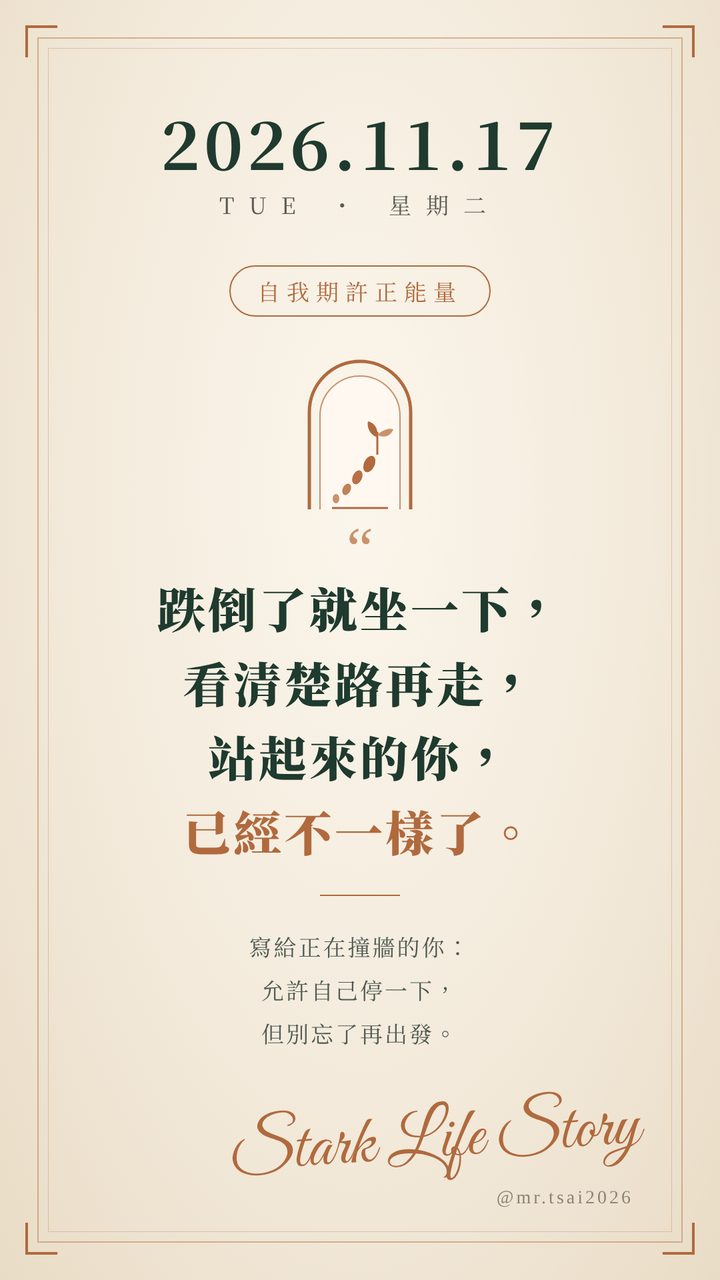 2026.11.17
TUE · 星期二
自我期許正能量
“
跌倒了就坐一下，
看清楚路再走，
站起來的你，
已經不一樣了。
寫給正在撞牆的你：
允許自己停一下，
但別忘了再出發。
Stark Life Story
@mr.tsai2026